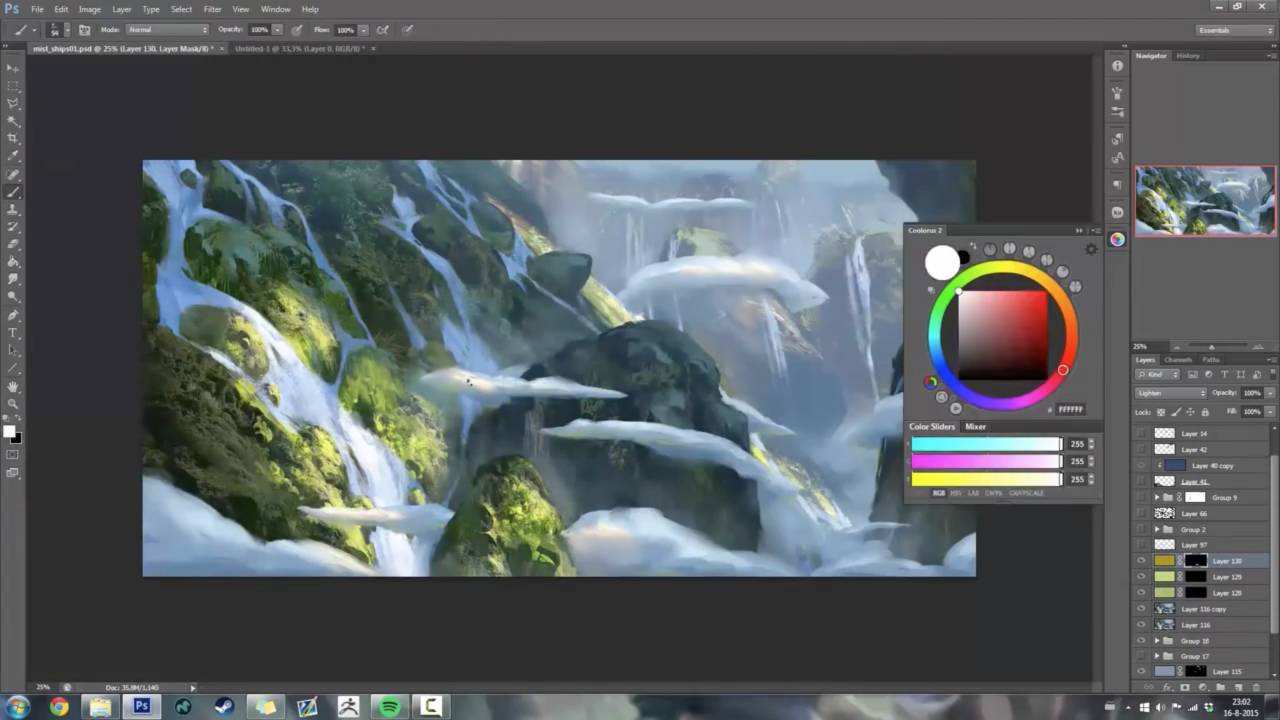 Ps File Edit Image Layer Type Select Filter View Window Help
94 Mode: Normal Opacity: 100% Flow: 100% Essentials
mist_ships01.psd @ 25% (Layer 130, Layer Mask/8) * × Untitled-1 @ 33,3% (Layer 0, RGB/8) * ×
Navigator History
Coolorus 2
25%
Layers Channels Paths
Kind
Lighten Opacity: 100%
Lock: Fill: 100%
# FFFFFF
Color Sliders Mixer
255
255
255
RGB HSV LAB CMYK GRAYSCALE
Layer 14
Layer 42
Layer 40 copy
Layer 41
Group 9
Layer 66
Group 2
Layer 97
Layer 130
Layer 129
Layer 128
Layer 116 copy
Layer 116
Group 18
Group 17
Layer 115
25% Doc: 35,8M/1,14G
Ps
23:02
16-8-2015